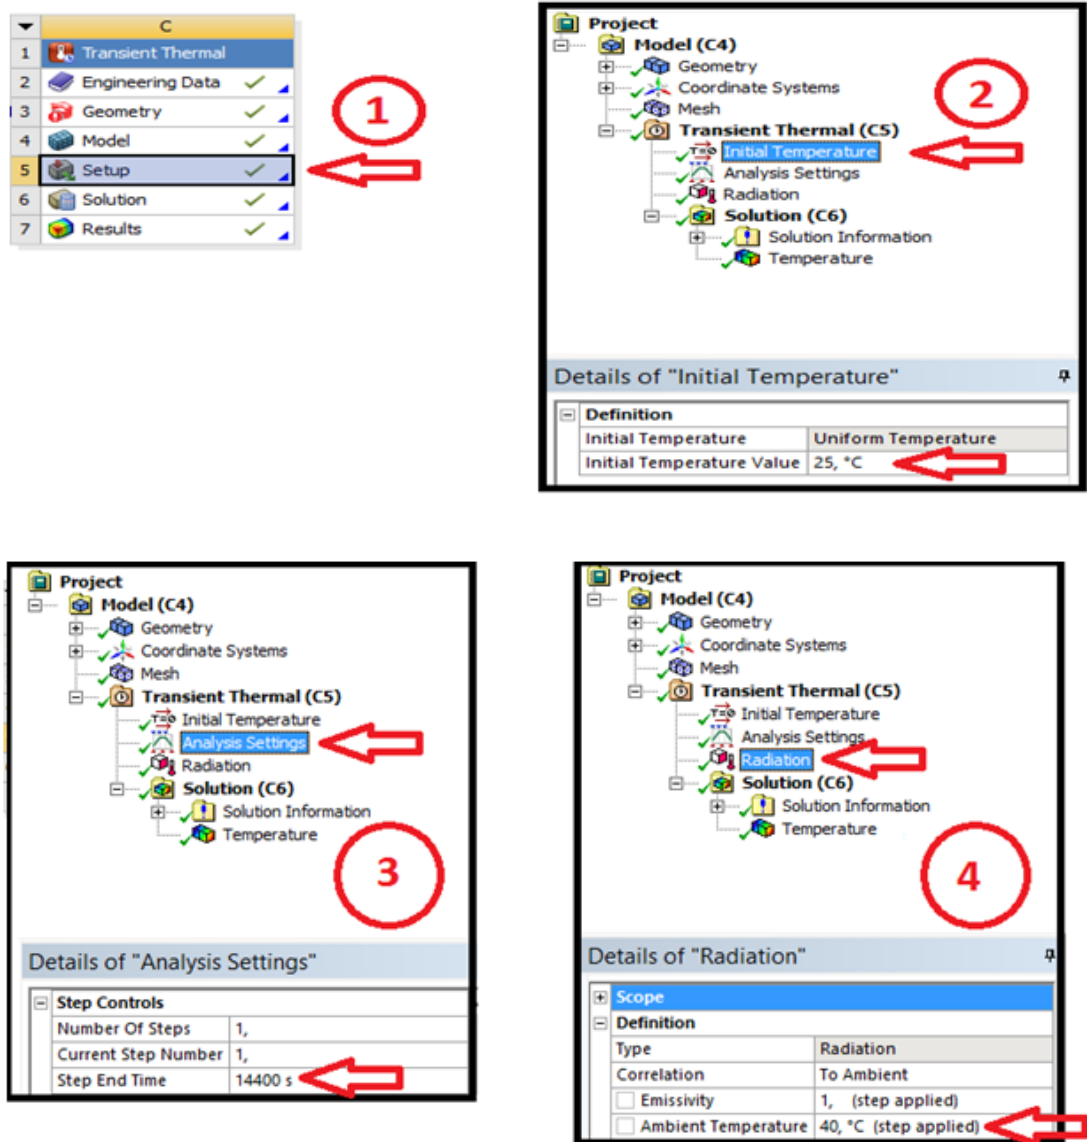 C
1 Transient Thermal
2 Engineering Data
3 Geometry
4 Model
5 Setup
6 Solution
7 Results
1
Project
Model (C4)
Geometry
Coordinate Systems
Mesh
Transient Thermal (C5)
T=0 Initial Temperature
Analysis Settings
Radiation
Solution (C6)
Solution Information
Temperature
2
Details of "Initial Temperature"
Definition
Initial Temperature Uniform Temperature
Initial Temperature Value 25, °C
Project
Model (C4)
Geometry
Coordinate Systems
Mesh
Transient Thermal (C5)
T=0 Initial Temperature
Analysis Settings
Radiation
Solution (C6)
Solution Information
Temperature
3
Details of "Analysis Settings"
Step Controls
Number Of Steps 1,
Current Step Number 1,
Step End Time 14400 s
Project
Model (C4)
Geometry
Coordinate Systems
Mesh
Transient Thermal (C5)
T=0 Initial Temperature
Analysis Settings
Radiation
Solution (C6)
Solution Information
Temperature
4
Details of "Radiation"
Scope
Definition
Type Radiation
Correlation To Ambient
Emissivity 1, (step applied)
Ambient Temperature 40, °C (step applied)